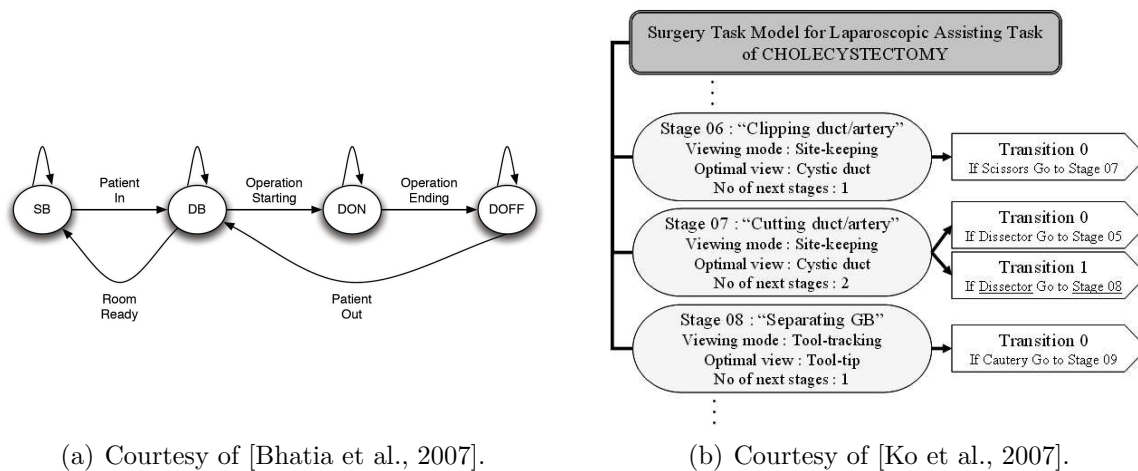 SB
DB
DON
DOFF
Patient
In
Operation
Starting
Operation
Ending
Room
Ready
Patient
Out
(a) Courtesy of [Bhatia et al., 2007].
Surgery Task Model for Laparoscopic Assisting Task
of CHOLECYSTECTOMY
Stage 06 : “Clipping duct/artery”
Viewing mode : Site-keeping
Optimal view : Cystic duct
No of next stages : 1
Transition 0
If Scissors Go to Stage 07
Stage 07 : “Cutting duct/artery”
Viewing mode : Site-keeping
Optimal view : Cystic duct
No of next stages : 2
Transition 0
If Dissector Go to Stage 05
Transition 1
If Dissector Go to Stage 08
Stage 08 : “Separating GB”
Viewing mode : Tool-tracking
Optimal view : Tool-tip
No of next stages : 1
Transition 0
If Cautery Go to Stage 09
(b) Courtesy of [Ko et al., 2007].